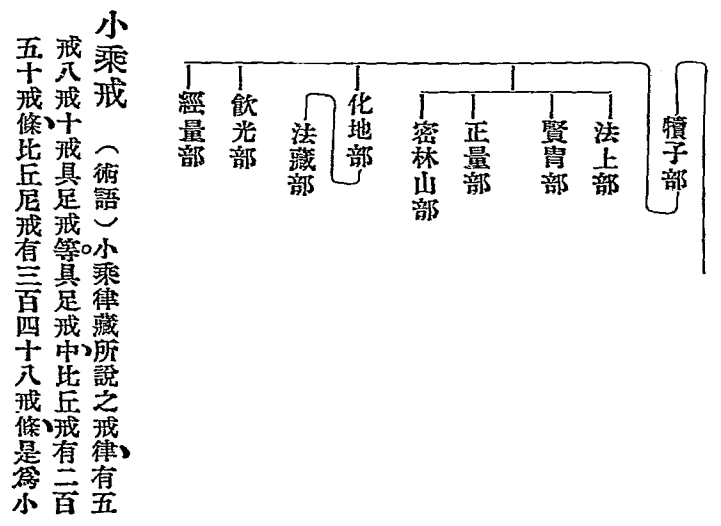 犢子部
法上部
賢胄部
正量部
密林山部
化地部
法藏部
飲光部
經量部
小乘戒　（術語）小乘律藏所說之戒律、有五
戒八戒十戒具足戒等。具足戒中、比丘戒有二百
五十戒條、比丘尼戒有三百四十八戒條、是爲小